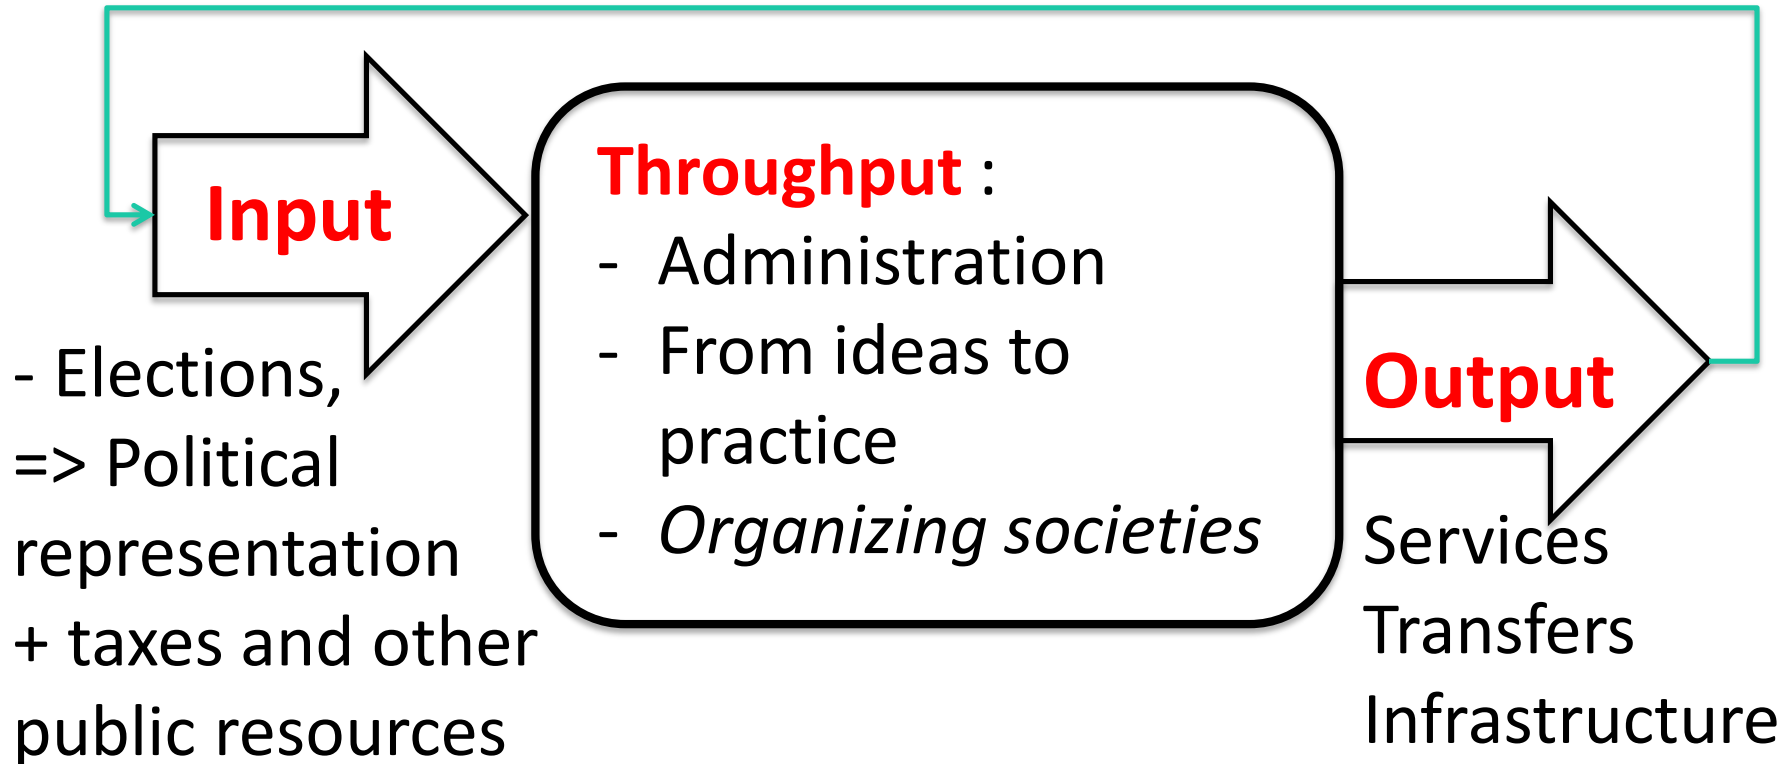 Input
- Elections,
=> Political
representation
+ taxes and other
public resources
Throughput :
- Administration
- From ideas to
practice
- Organizing societies
Output
Services
Transfers
Infrastructure